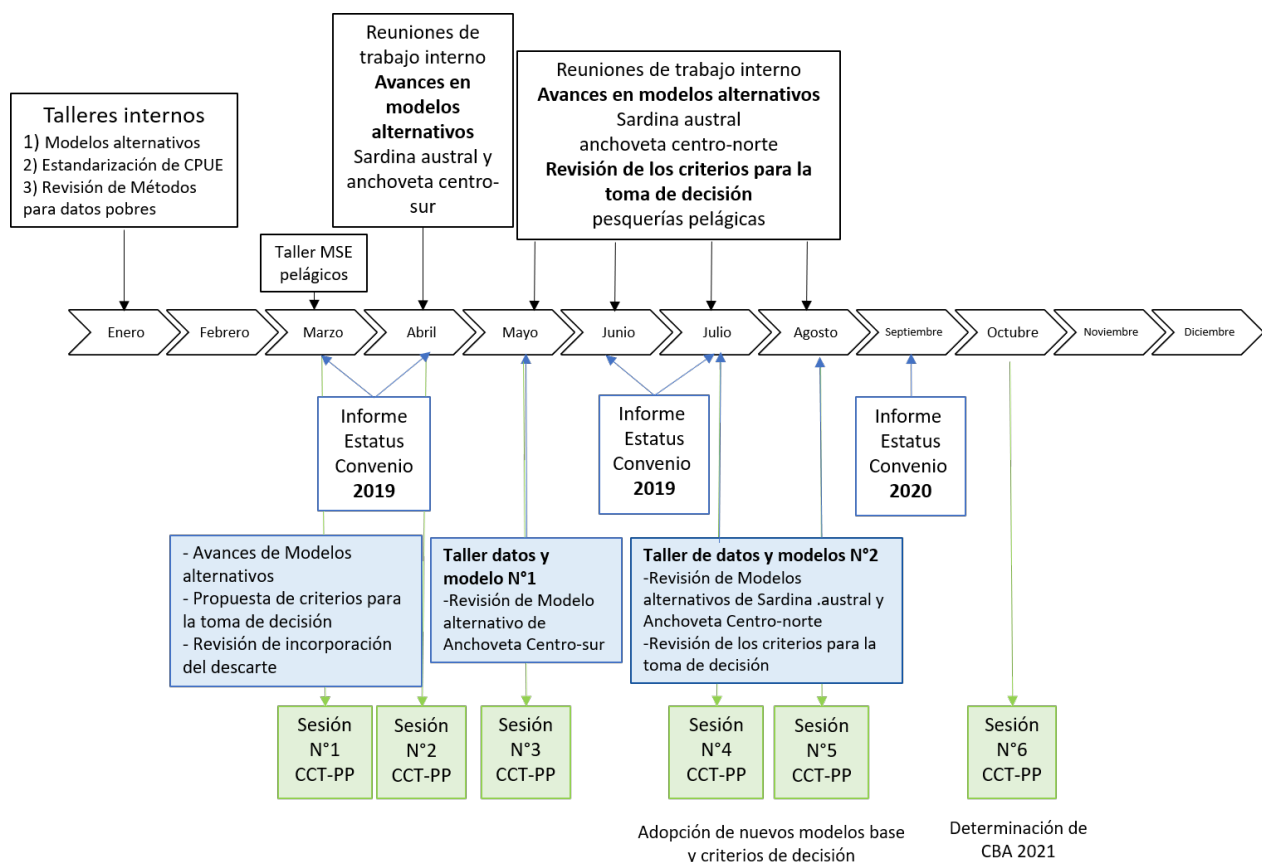 Talleres internos
1) Modelos alternativos
2) Estandarización de CPUE
3) Revisión de Métodos
para datos pobres
Reuniones de
trabajo interno
Avances en
modelos
alternativos
Sardina austral y
anchoveta centro-
sur
Reuniones de trabajo interno
Avances en modelos alternativos
Sardina austral
anchoveta centro-norte
Revisión de los criterios para la
toma de decisión
pesquerías pelágicas
Taller MSE
pelágicos
Enero
Febrero
Marzo
Abril
Mayo
Junio
Julio
Agosto
Septiembre
Octubre
Noviembre
Diciembre
Informe
Estatus
Convenio
2019
Informe
Estatus
Convenio
2019
Informe
Estatus
Convenio
2020
- Avances de Modelos
alternativos
- Propuesta de criterios para
la toma de decisión
- Revisión de incorporación
del descarte
Taller datos y
modelo N°1
-Revisión de Modelo
alternativo de
Anchoveta Centro-sur
Taller de datos y modelos N°2
-Revisión de Modelos
alternativos de Sardina .austral y
Anchoveta Centro-norte
-Revisión de los criterios para la
toma de decisión
Sesión
N°1
CCT-PP
Sesión
N°2
CCT-PP
Sesión
N°3
CCT-PP
Sesión
N°4
CCT-PP
Sesión
N°5
CCT-PP
Sesión
N°6
CCT-PP
Adopción de nuevos modelos base
y criterios de decisión
Determinación de
CBA 2021